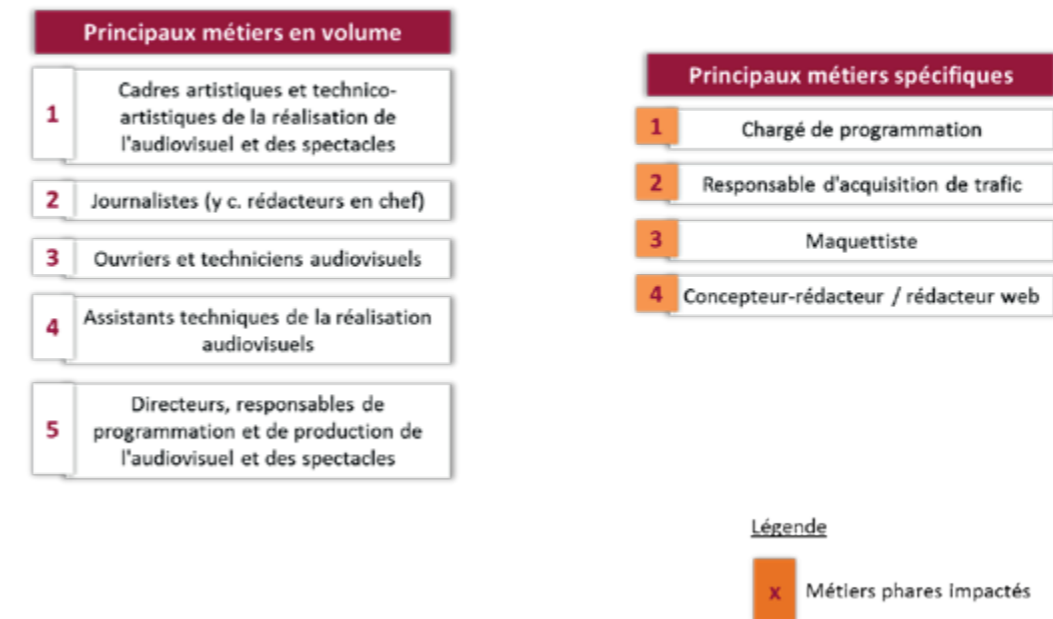 Principaux métiers en volume
1
Cadres artistiques et technico-
artistiques de la réalisation de
l'audiovisuel et des spectacles
2
Journalistes (y c. rédacteurs en chef)
3
Ouvriers et techniciens audiovisuels
4
Assistants techniques de la réalisation
audiovisuels
5
Directeurs, responsables de
programmation et de production de
l'audiovisuel et des spectacles
Principaux métiers spécifiques
1
Chargé de programmation
2
Responsable d'acquisition de trafic
3
Maquettiste
4
Concepteur-rédacteur / rédacteur web
Légende
x
Métiers phares impactés